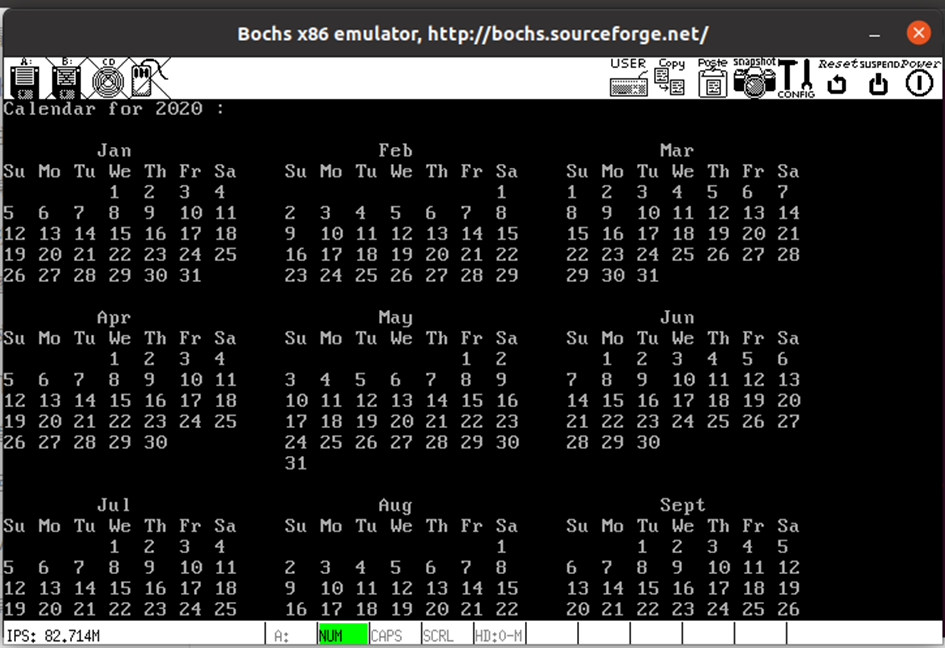 Bochs x86 emulator, http://bochs.sourceforge.net/
A: B: CD USER Copy Poste snapshot CONFIG Reset SUSPEND Power
Calendar for 2020 :
Jan Feb Mar
Su Mo Tu We Th Fr Sa Su Mo Tu We Th Fr Sa Su Mo Tu We Th Fr Sa
1 2 3 4 1 1 2 3 4 5 6 7
5 6 7 8 9 10 11 2 3 4 5 6 7 8 8 9 10 11 12 13 14
12 13 14 15 16 17 18 9 10 11 12 13 14 15 15 16 17 18 19 20 21
19 20 21 22 23 24 25 16 17 18 19 20 21 22 22 23 24 25 26 27 28
26 27 28 29 30 31 23 24 25 26 27 28 29 29 30 31
Apr May Jun
Su Mo Tu We Th Fr Sa Su Mo Tu We Th Fr Sa Su Mo Tu We Th Fr Sa
1 2 3 4 1 2 1 2 3 4 5 6
5 6 7 8 9 10 11 3 4 5 6 7 8 9 7 8 9 10 11 12 13
12 13 14 15 16 17 18 10 11 12 13 14 15 16 14 15 16 17 18 19 20
19 20 21 22 23 24 25 17 18 19 20 21 22 23 21 22 23 24 25 26 27
26 27 28 29 30 24 25 26 27 28 29 30 28 29 30
31
Jul Aug Sept
Su Mo Tu We Th Fr Sa Su Mo Tu We Th Fr Sa Su Mo Tu We Th Fr Sa
1 2 3 4 1 1 2 3 4 5
5 6 7 8 9 10 11 2 3 4 5 6 7 8 6 7 8 9 10 11 12
12 13 14 15 16 17 18 9 10 11 12 13 14 15 13 14 15 16 17 18 19
19 20 21 22 23 24 25 16 17 18 19 20 21 22 20 21 22 23 24 25 26
IPS: 82.714M A: NUM CAPS SCRL HD:0-M